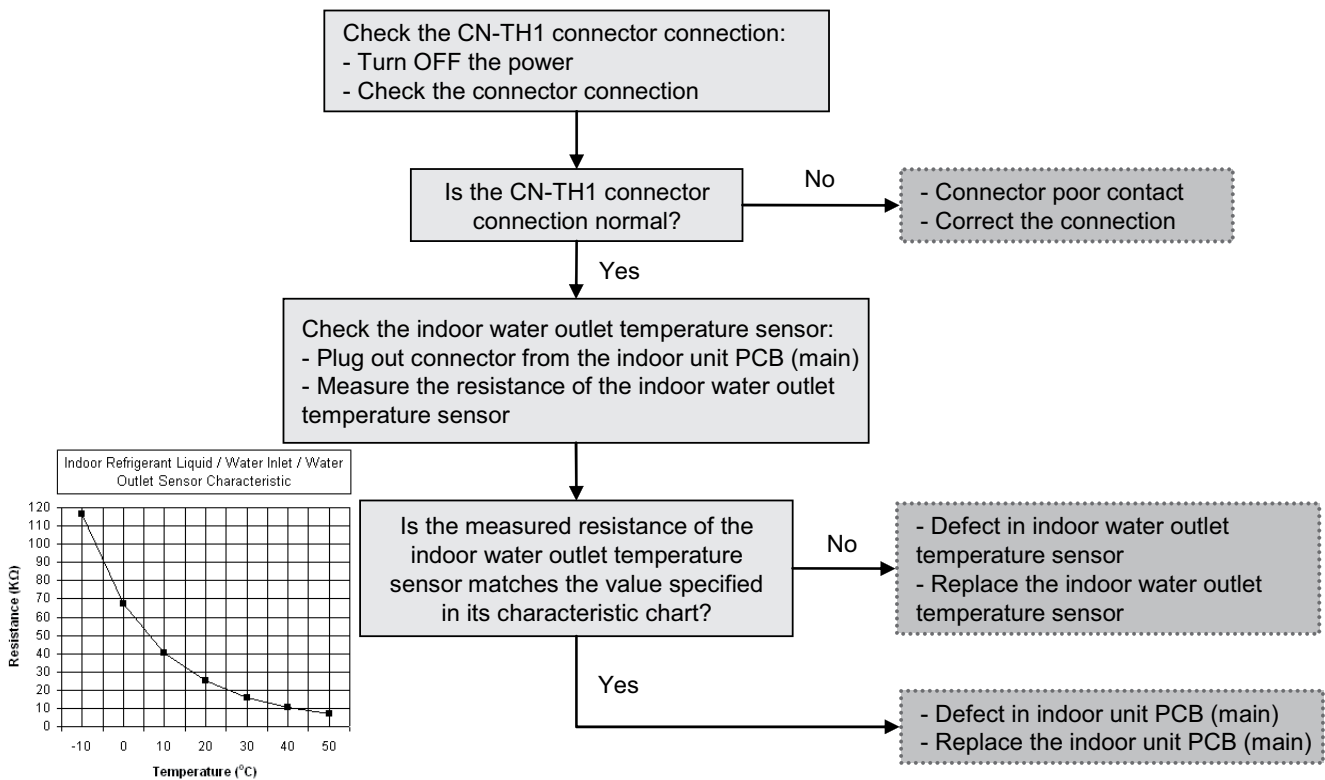 Check the CN-TH1 connector connection:
- Turn OFF the power
- Check the connector connection
Is the CN-TH1 connector
connection normal?
No
- Connector poor contact
- Correct the connection
Yes
Check the indoor water outlet temperature sensor:
- Plug out connector from the indoor unit PCB (main)
- Measure the resistance of the indoor water outlet
temperature sensor
Indoor Refrigerant Liquid / Water Inlet / Water
Outlet Sensor Characteristic
Resistance (KΩ)
120
110
100
90
80
70
60
50
40
30
20
10
0
-10 0 10 20 30 40 50
Temperature (°C)
Is the measured resistance of the
indoor water outlet temperature
sensor matches the value specified
in its characteristic chart?
No
- Defect in indoor water outlet
temperature sensor
- Replace the indoor water outlet
temperature sensor
Yes
- Defect in indoor unit PCB (main)
- Replace the indoor unit PCB (main)